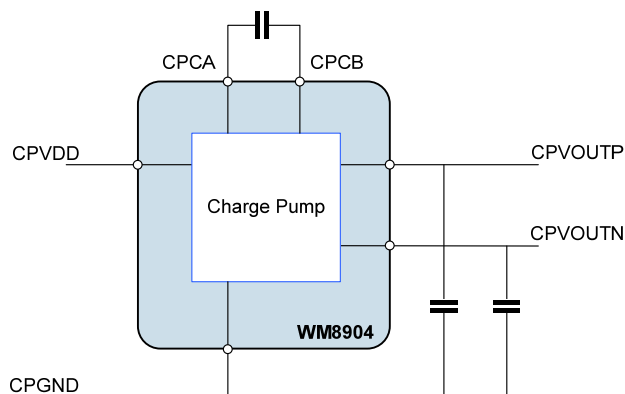 CPCA
CPCB
CPVDD
CPVOUTP
Charge Pump
CPVOUTN
WM8904
CPGND